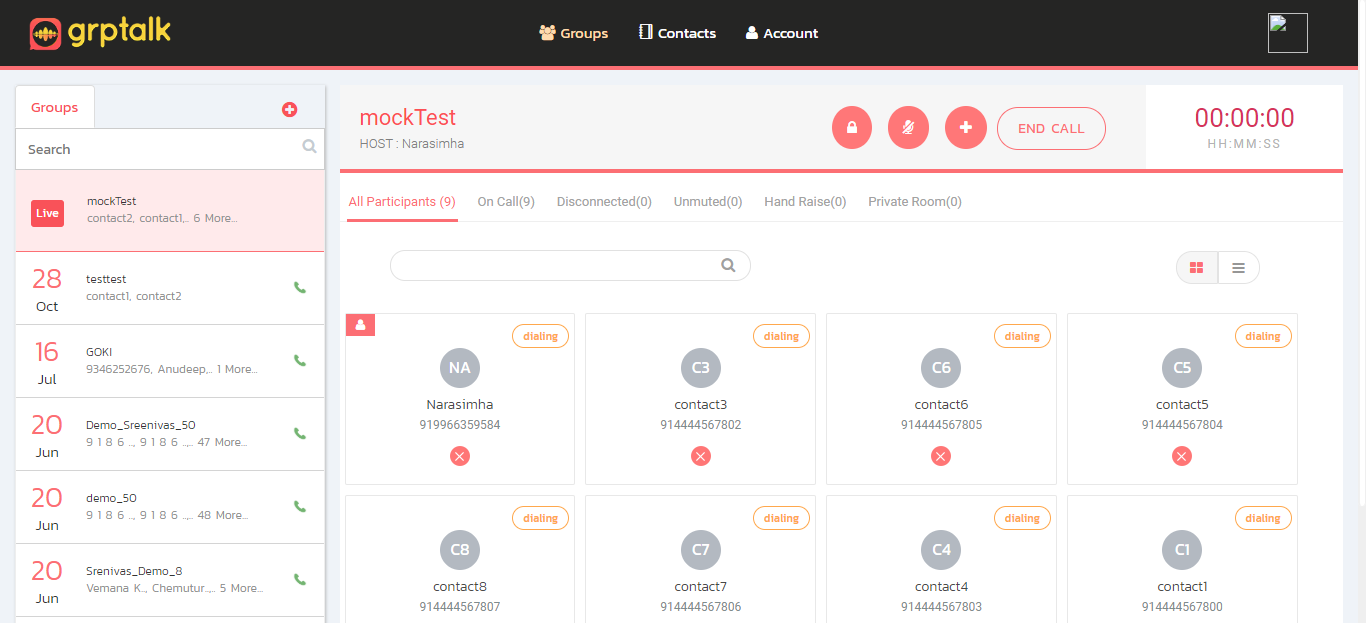 grptalk
Groups
Contacts
Account
Groups
Search
Live
mockTest
contact2, contact1,.. 6 More...
28
Oct
testtest
contact1, contact2
16
Jul
GOKI
9346252676, Anudeep,.. 1 More...
20
Jun
Demo_Sreenivas_50
9 1 8 6 .., 9 1 8 6 ..,.. 47 More...
20
Jun
demo_50
9 1 8 6 .., 9 1 8 6 ..,.. 48 More...
20
Jun
Srenivas_Demo_8
Vemana K.., Chemutur..,.. 5 More...
mockTest
HOST : Narasimha
END CALL
00:00:00
HH:MM:SS
All Participants (9)
On Call(9)
Disconnected(0)
Unmuted(0)
Hand Raise(0)
Private Room(0)
dialing
NA
Narasimha
919966359584
dialing
C3
contact3
914444567802
dialing
C6
contact6
914444567805
dialing
C5
contact5
914444567804
dialing
C8
contact8
914444567807
dialing
C7
contact7
914444567806
dialing
C4
contact4
914444567803
dialing
C1
contact1
914444567800